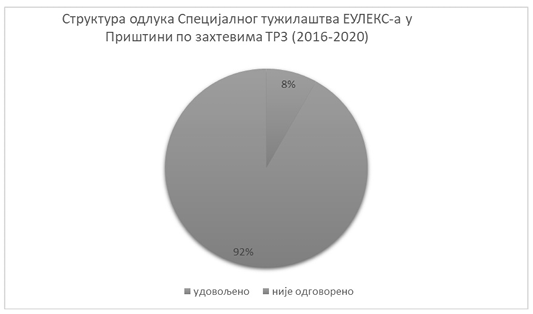 Структура одлука Специјалног тужилаштва ЕУЛЕКС-а у
Приштини по захтевима ТРЗ (2016-2020)
8%
92%
удовољено није одговорено